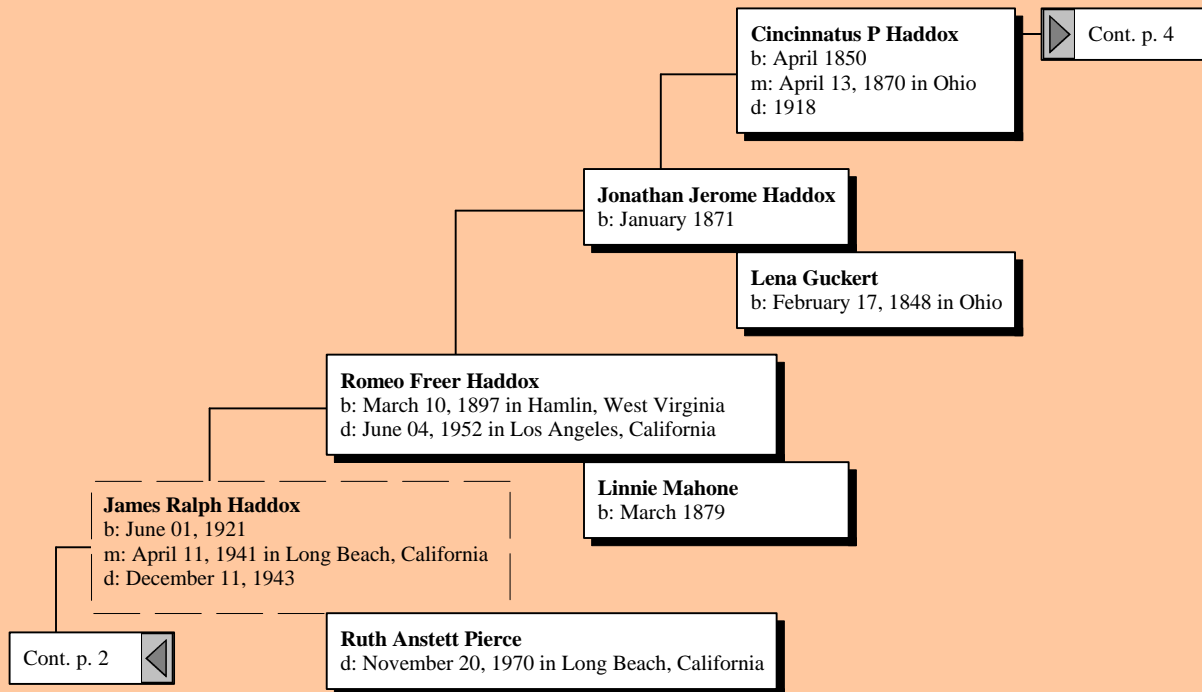 Cincinnatus P Haddox
b: April 1850
m: April 13, 1870 in Ohio
d: 1918
Cont. p. 4
Jonathan Jerome Haddox
b: January 1871
Lena Guckert
b: February 17, 1848 in Ohio
Romeo Freer Haddox
b: March 10, 1897 in Hamlin, West Virginia
d: June 04, 1952 in Los Angeles, California
Linnie Mahone
b: March 1879
James Ralph Haddox
b: June 01, 1921
m: April 11, 1941 in Long Beach, California
d: December 11, 1943
Cont. p. 2
Ruth Anstett Pierce
d: November 20, 1970 in Long Beach, California